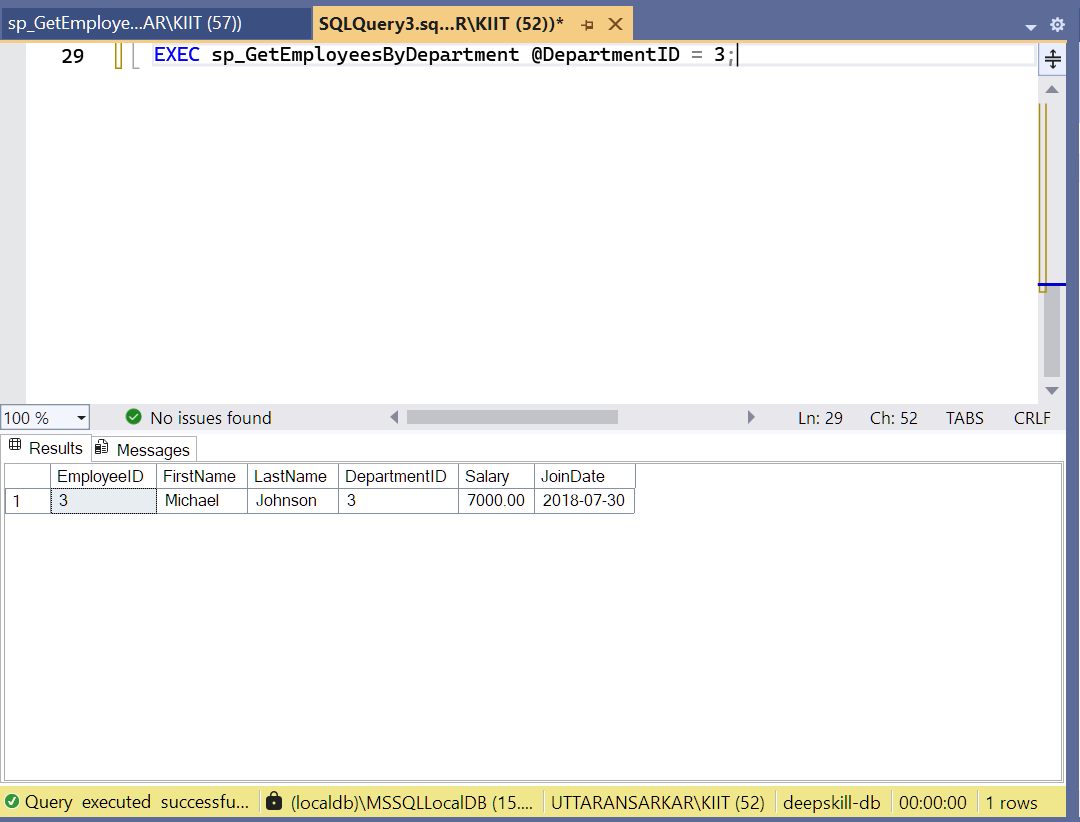 sp_GetEmploye...AR\KIIT (57)) SQLQuery3.sq...R\KIIT (52))*
29 EXEC sp_GetEmployeesByDepartment @DepartmentID = 3;
100 % No issues found Ln: 29 Ch: 52 TABS CRLF
Results Messages
EmployeeID FirstName LastName DepartmentID Salary JoinDate
1 3 Michael Johnson 3 7000.00 2018-07-30
Query executed successfu... (localdb)\MSSQLLocalDB (15.... UTTARANSARKAR\KIIT (52) deepskill-db 00:00:00 1 rows